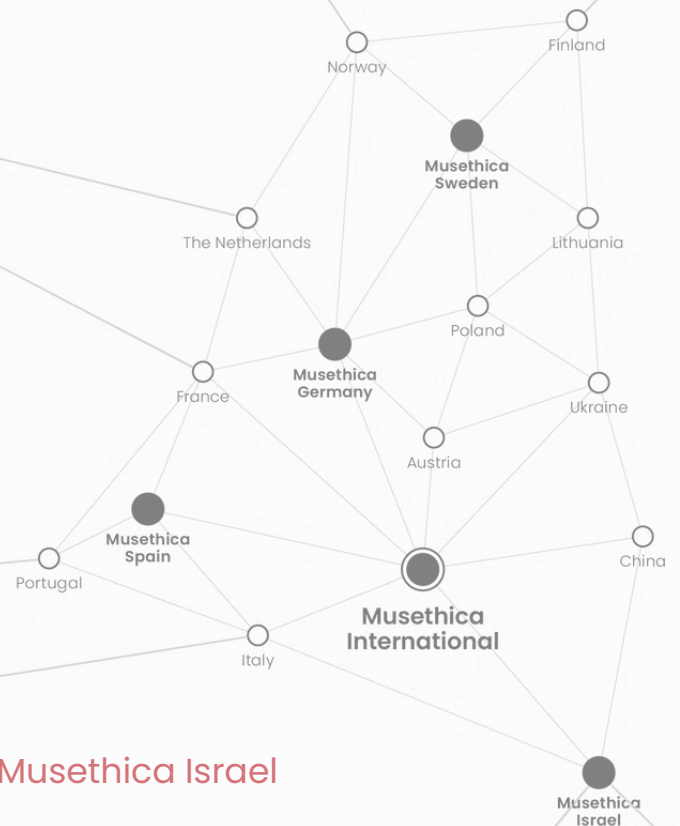 Finland
Norway
Musethica
Sweden
The Netherlands
Lithuania
Poland
Musethica
Germany
France
Ukraine
Austria
Musethica
Spain
China
Portugal
Musethica
International
Italy
Musethica Israel
Musethica
Israel